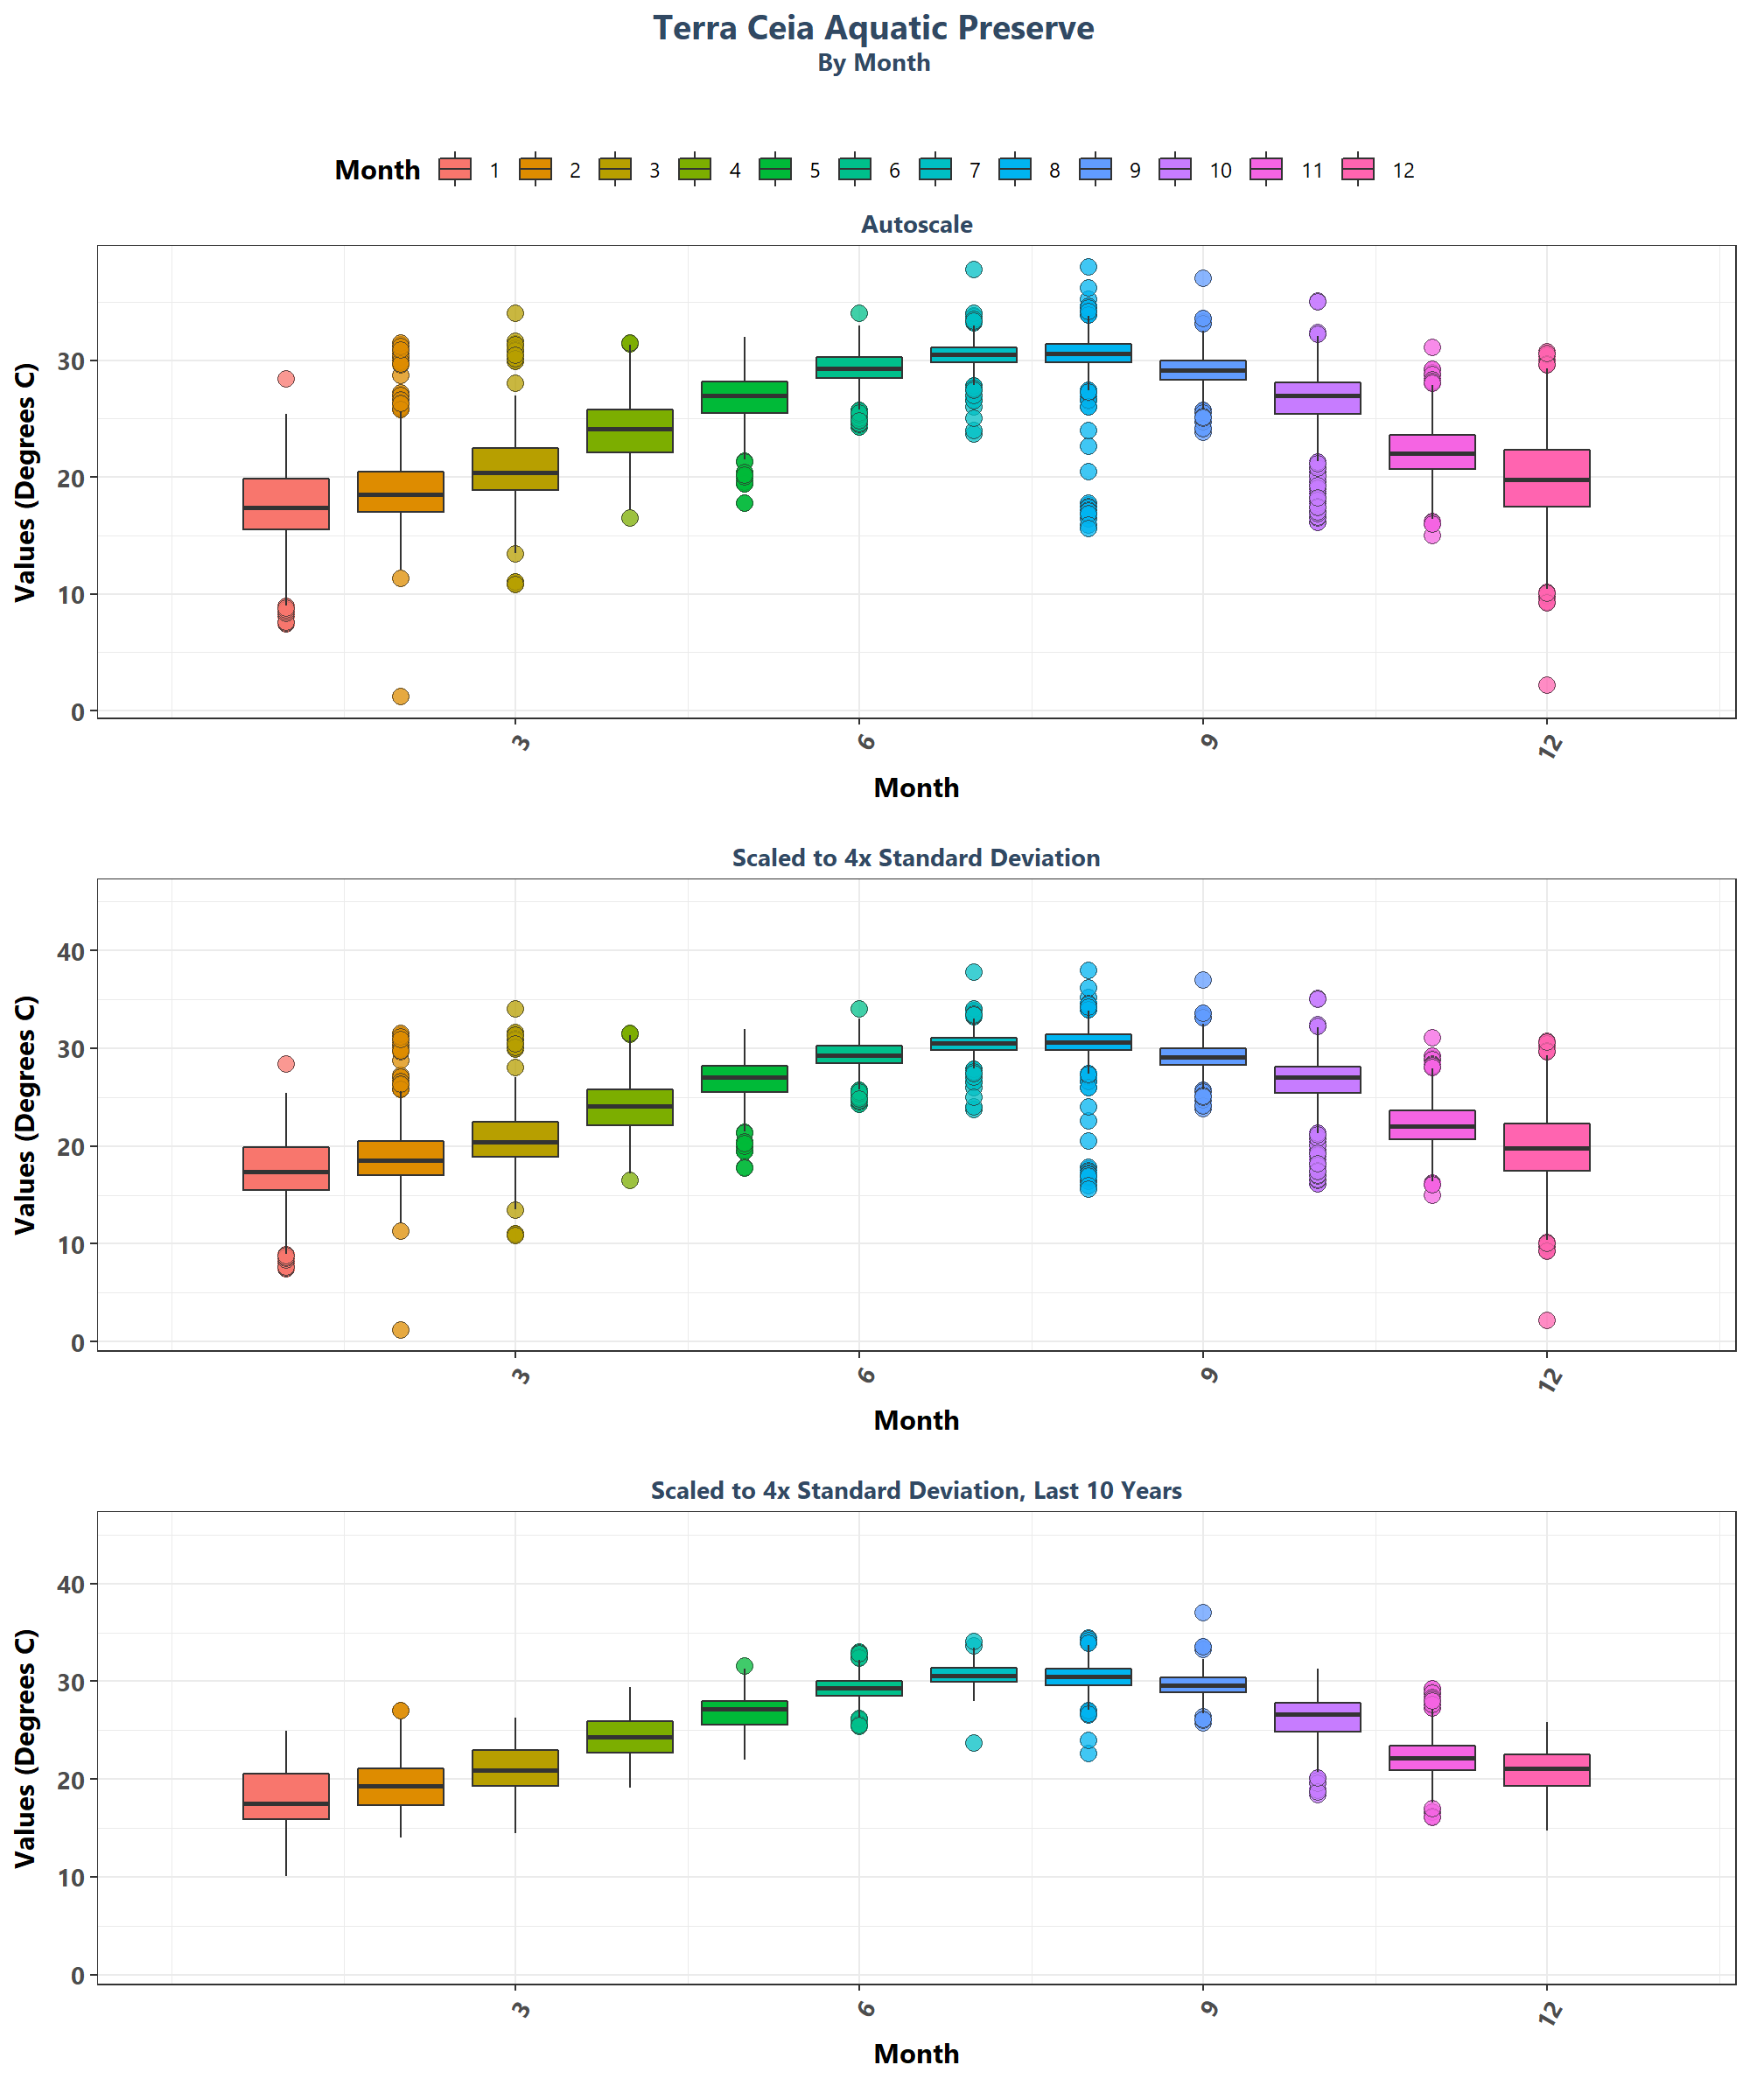 Terra Ceia Aquatic Preserve
By Month
Month 1 2 3 4 5 6 7 8 9 10 11 12
Autoscale
Values (Degrees C)
30
20
10
0
3 6 9 12
Month
Scaled to 4x Standard Deviation
Values (Degrees C)
40
30
20
10
0
3 6 9 12
Month
Scaled to 4x Standard Deviation, Last 10 Years
Values (Degrees C)
40
30
20
10
0
3 6 9 12
Month